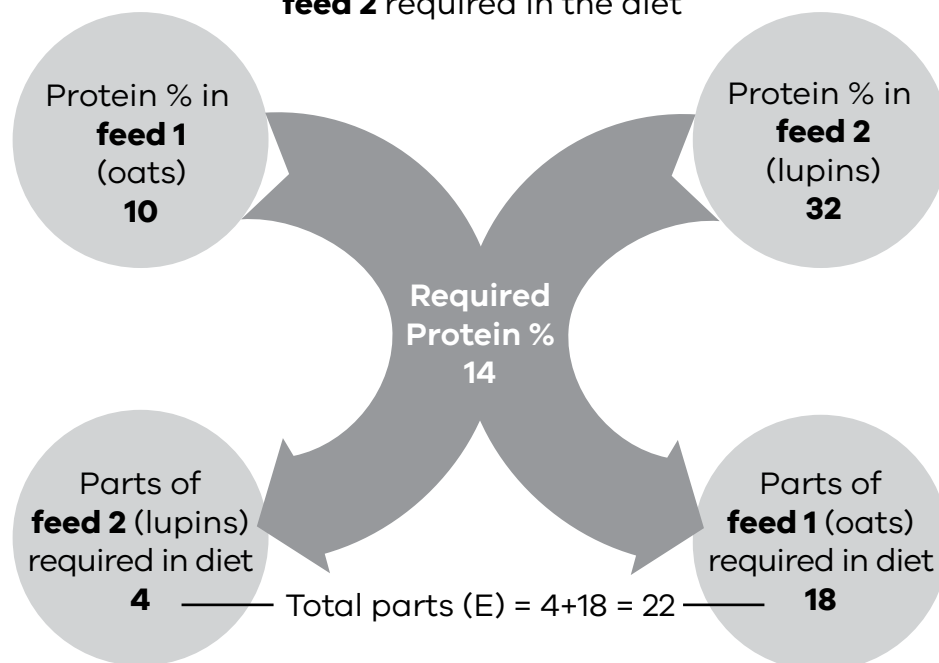 feed 2 required in the diet
Protein % in
feed 1
(oats)
10
Protein % in
feed 2
(lupins)
32
Required
Protein %
14
Parts of
feed 2 (lupins)
required in diet
4
Total parts (E) = 4+18 = 22
Parts of
feed 1 (oats)
required in diet
18